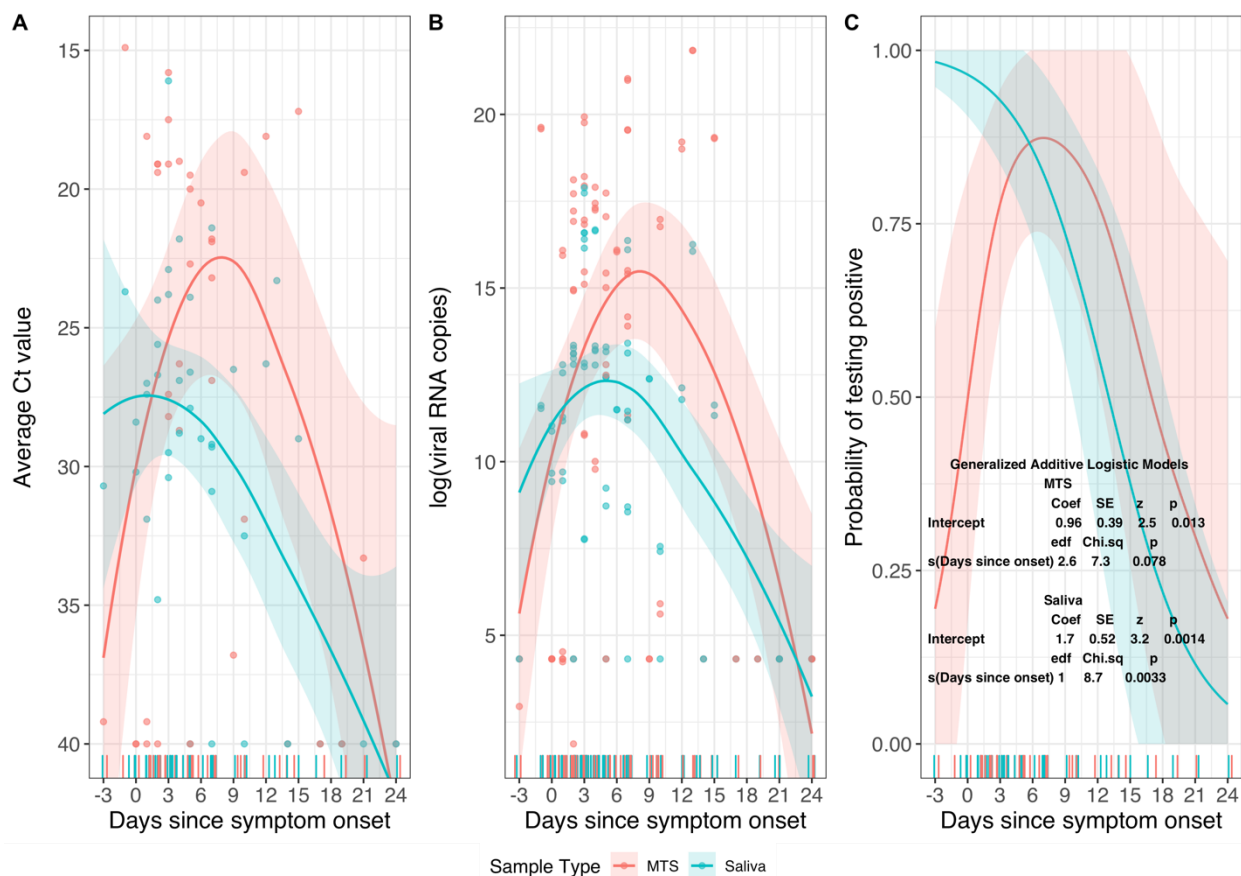 A
Average Ct value
15
20
25
30
35
40
-3 0 3 6 9 12 15 18 21 24
Days since symptom onset
B
log(viral RNA copies)
20
15
10
5
-3 0 3 6 9 12 15 18 21 24
Days since symptom onset
C
Probability of testing positive
1.00
0.75
0.50
0.25
0.00
Generalized Additive Logistic Models
MTS
Coef SE z p
Intercept 0.96 0.39 2.5 0.013
edf Chi.sq p
s(Days since onset) 2.6 7.3 0.078
Saliva
Coef SE z p
Intercept 1.7 0.52 3.2 0.0014
edf Chi.sq p
s(Days since onset) 1 8.7 0.0033
-3 0 3 6 9 12 15 18 21 24
Days since symptom onset
Sample Type MTS Saliva